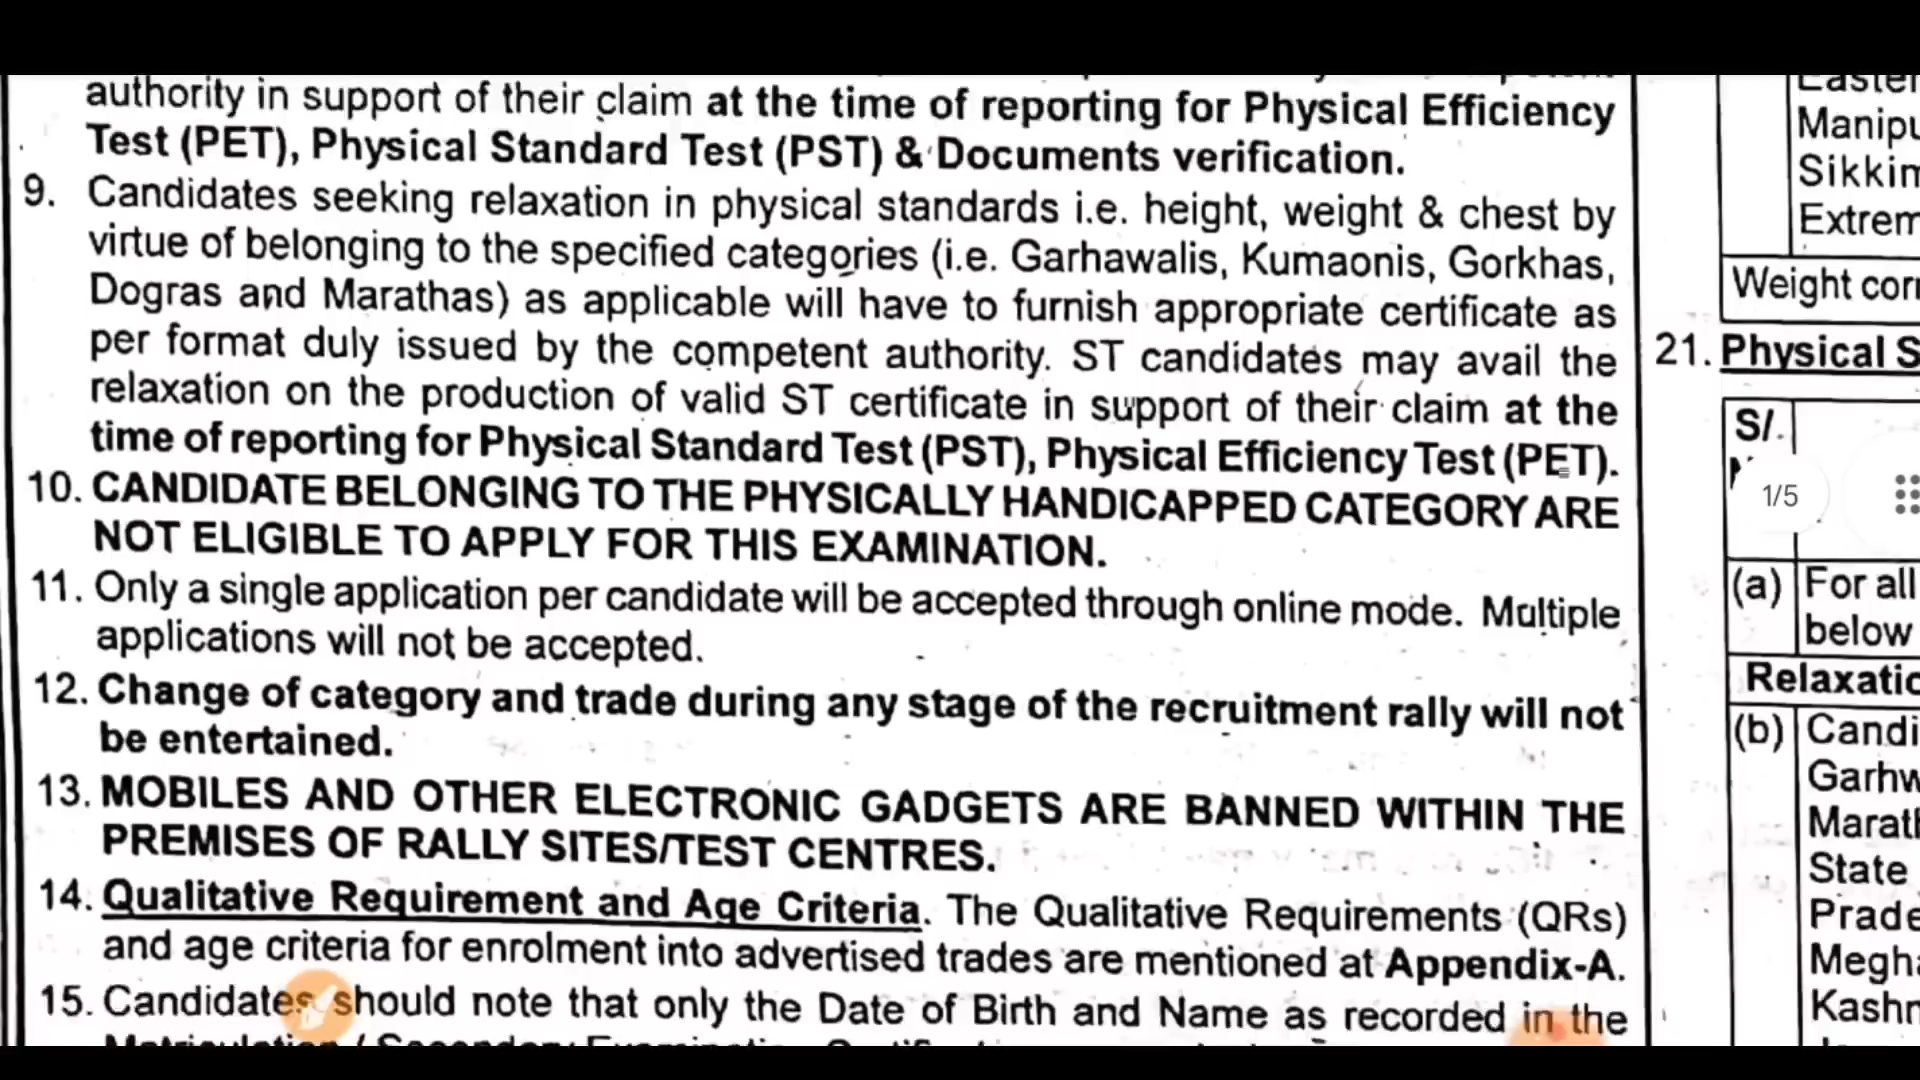 authority in support of their claim at the time of reporting for Physical Efficiency
Test (PET), Physical Standard Test (PST) & Documents verification.
9. Candidates seeking relaxation in physical standards i.e. height, weight & chest by
virtue of belonging to the specified categories (i.e. Garhawalis, Kumaonis, Gorkhas,
Dogras and Marathas) as applicable will have to furnish appropriate certificate as
per format duly issued by the competent authority. ST candidates may avail the
relaxation on the production of valid ST certificate in support of their claim at the
time of reporting for Physical Standard Test (PST), Physical Efficiency Test (PET).
10. CANDIDATE BELONGING TO THE PHYSICALLY HANDICAPPED CATEGORY ARE
NOT ELIGIBLE TO APPLY FOR THIS EXAMINATION.
11. Only a single application per candidate will be accepted through online mode. Multiple
applications will not be accepted.
12. Change of category and trade during any stage of the recruitment rally will not
be entertained.
13. MOBILES AND OTHER ELECTRONIC GADGETS ARE BANNED WITHIN THE
PREMISES OF RALLY SITES/TEST CENTRES.
14. Qualitative Requirement and Age Criteria. The Qualitative Requirements (QRs)
and age criteria for enrolment into advertised trades are mentioned at Appendix-A.
15. Candidates should note that only the Date of Birth and Name as recorded in the
Manipu
Sikkim
Extrem
Weight corr
21. Physical S
S/.
1/5
(a) For all
below
Relaxatio
(b) Candi
Garhw
Marath
State
Prade
Megha
Kashm